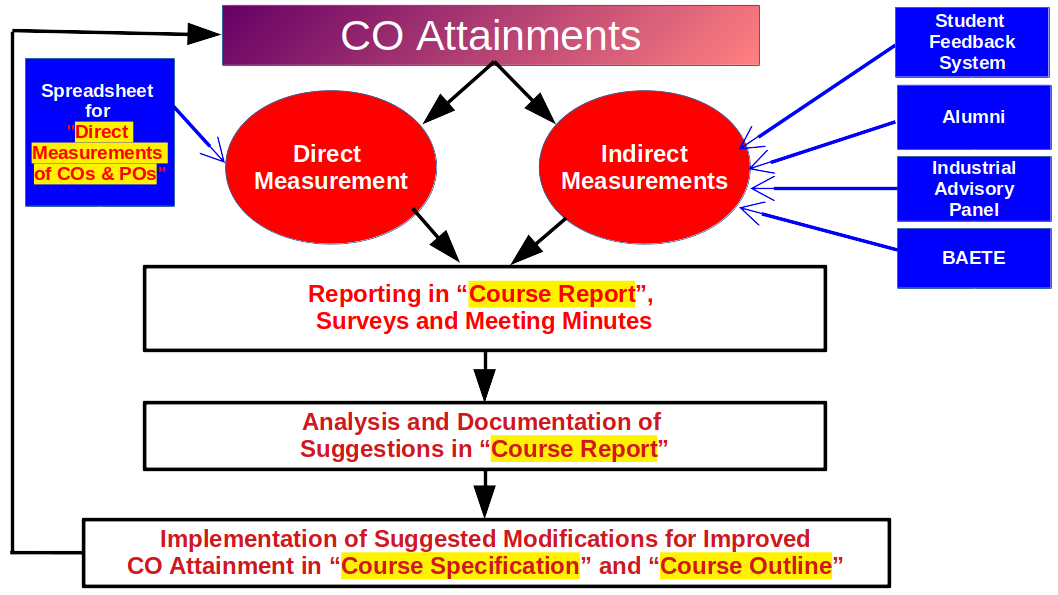 CO Attainments
Spreadsheet
for
"Direct
Measurements
of COs & POs"
Direct
Measurement
Indirect
Measurements
Student
Feedback
System
Alumni
Industrial
Advisory
Panel
BAETE
Reporting in “Course Report”,
Surveys and Meeting Minutes
Analysis and Documentation of
Suggestions in “Course Report”
Implementation of Suggested Modifications for Improved
CO Attainment in “Course Specification” and “Course Outline”